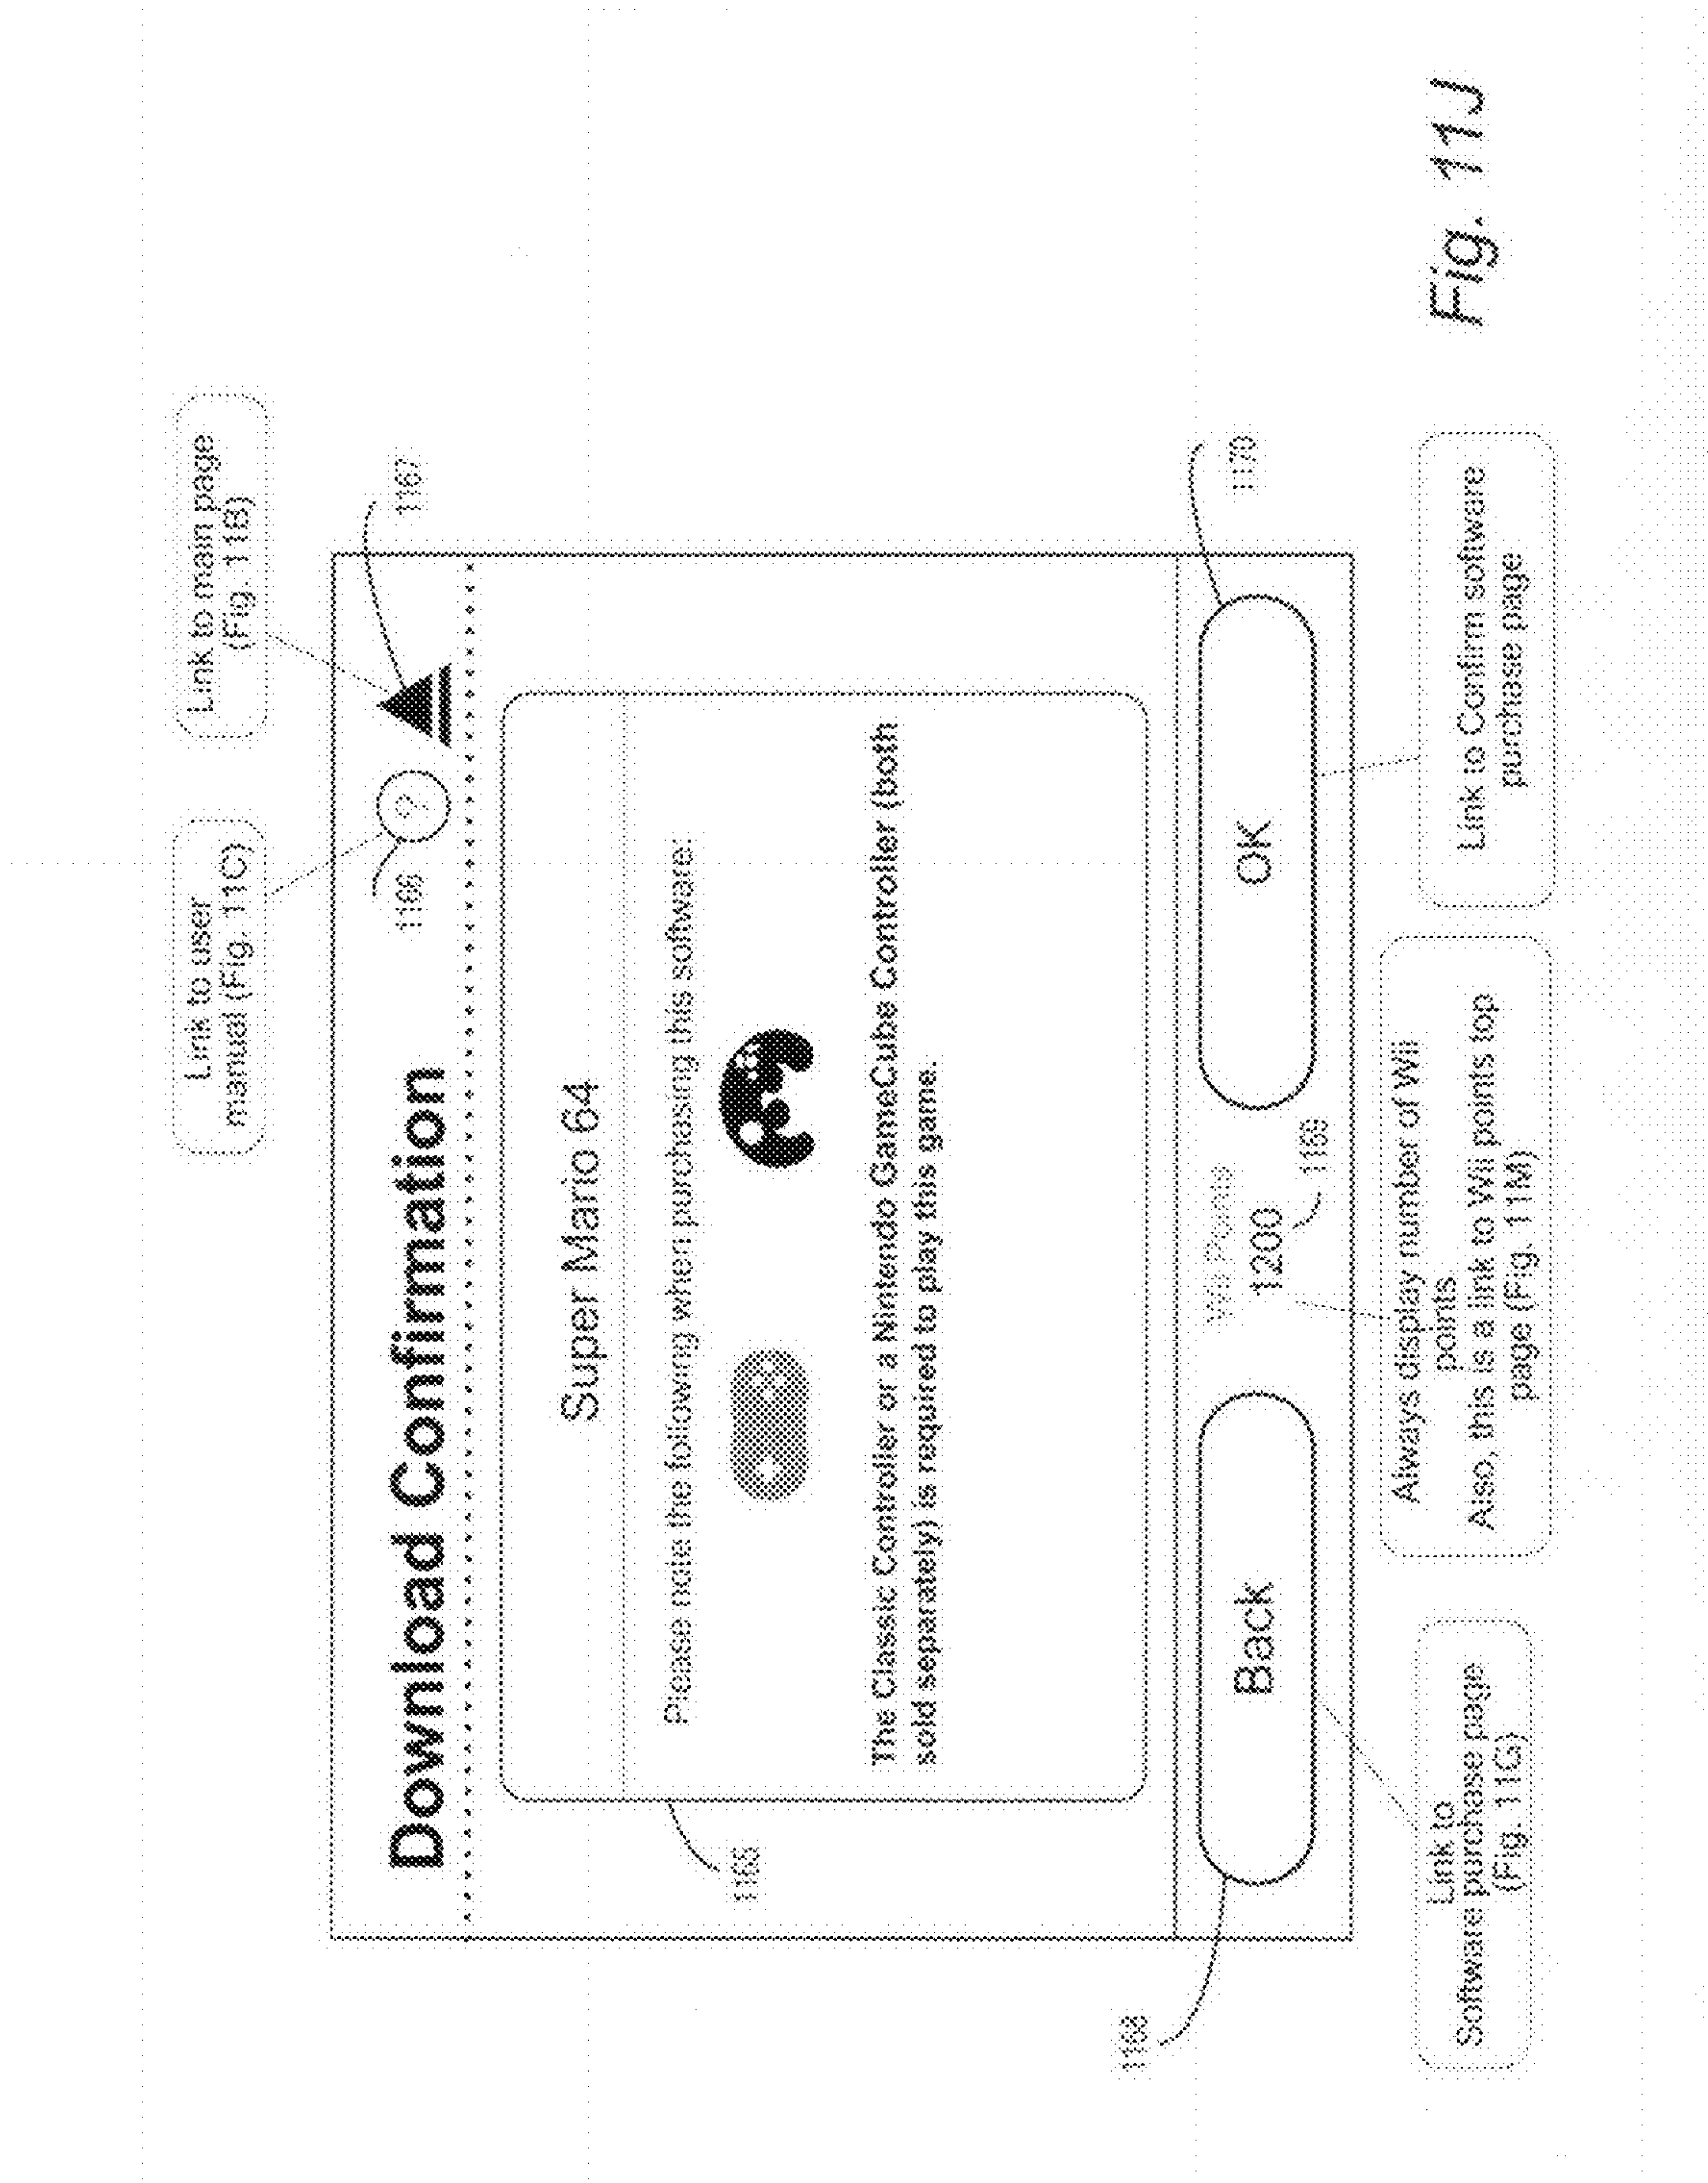 Link to user
manual (Fig. 11C)
Link to main page
(Fig. 11B)
Download Confirmation
1166
?
1167
Super Mario 64
1165
Please note the following when purchasing this software:
The Classic Controller or a Nintendo GameCube Controller (both
sold separately) is required to play this game.
1168
Back
Wii Points
1200
1169
OK
1170
Link to
Software purchase page
(Fig. 11G)
Always display number of Wii
points
Also, this is a link to Wii points top
page (Fig. 11M)
Link to Confirm software
purchase page
Fig. 11J